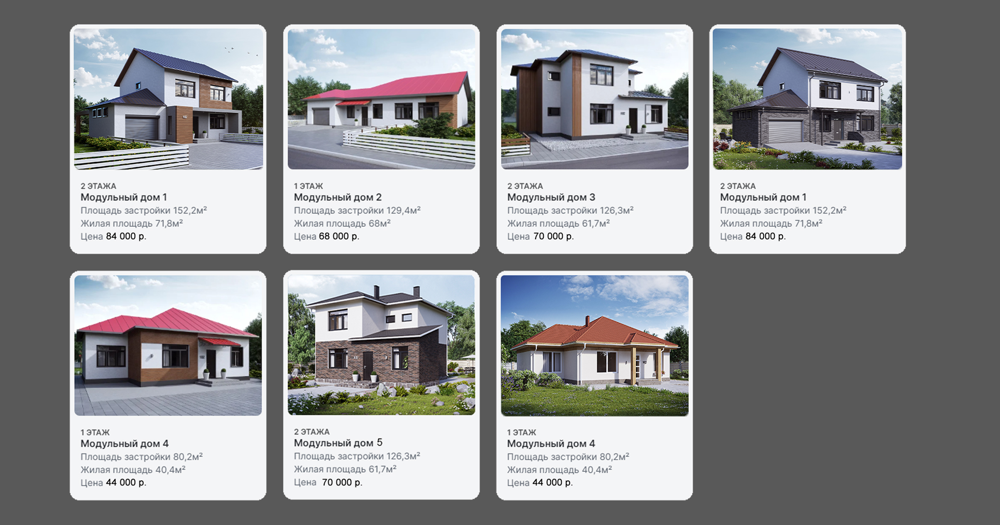 2 ЭТАЖА
Модульный дом 1
Площадь застройки 152,2м²
Жилая площадь 71,8м²
Цена 84 000 р.
1 ЭТАЖ
Модульный дом 2
Площадь застройки 129,4м²
Жилая площадь 68м²
Цена 68 000 р.
2 ЭТАЖА
Модульный дом 3
Площадь застройки 126,3м²
Жилая площадь 61,7м²
Цена 70 000 р.
2 ЭТАЖА
Модульный дом 1
Площадь застройки 152,2м²
Жилая площадь 71,8м²
Цена 84 000 р.
1 ЭТАЖ
Модульный дом 4
Площадь застройки 80,2м²
Жилая площадь 40,4м²
Цена 44 000 р.
2 ЭТАЖА
Модульный дом 5
Площадь застройки 126,3м²
Жилая площадь 61,7м²
Цена 70 000 р.
1 ЭТАЖ
Модульный дом 4
Площадь застройки 80,2м²
Жилая площадь 40,4м²
Цена 44 000 р.